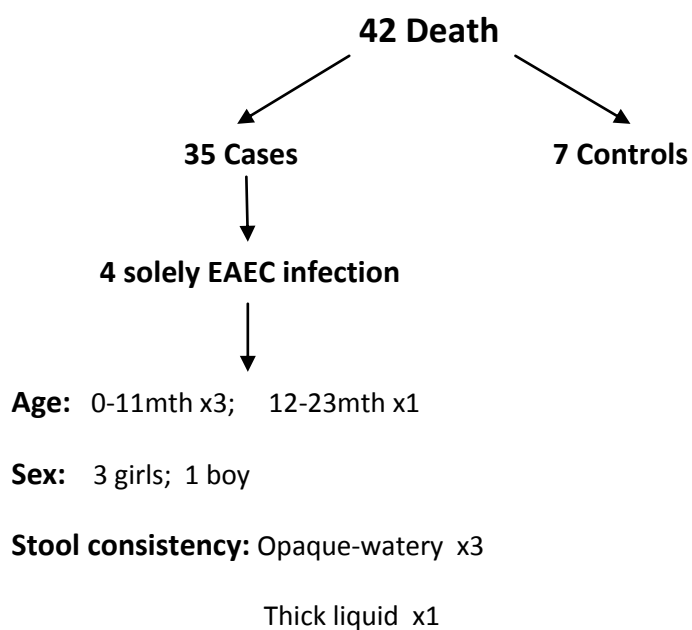 42 Death
35 Cases 7 Controls
4 solely EAEC infection
Age: 0-11mth x3; 12-23mth x1
Sex: 3 girls; 1 boy
Stool consistency: Opaque-watery x3
Thick liquid x1